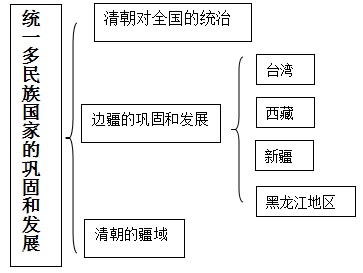 统一多民族国家的巩固和发展
清朝对全国的统治
边疆的巩固和发展
台湾
西藏
新疆
黑龙江地区
清朝的疆域